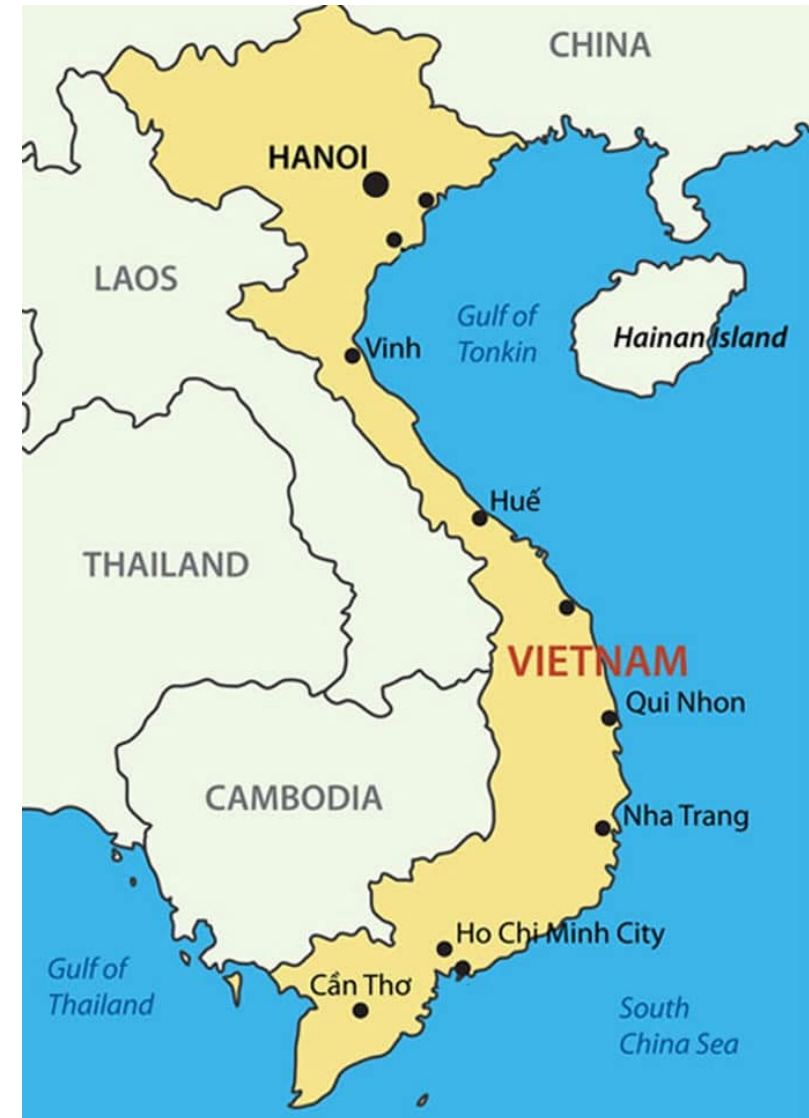 CHINA
HANOI
LAOS
Gulf of
Tonkin
Hainan Island
Vinh
Huế
THAILAND
VIETNAM
Qui Nhon
CAMBODIA
Nha Trang
Ho Chi Minh City
Gulf of
Thailand
Cần Thơ
South
China Sea